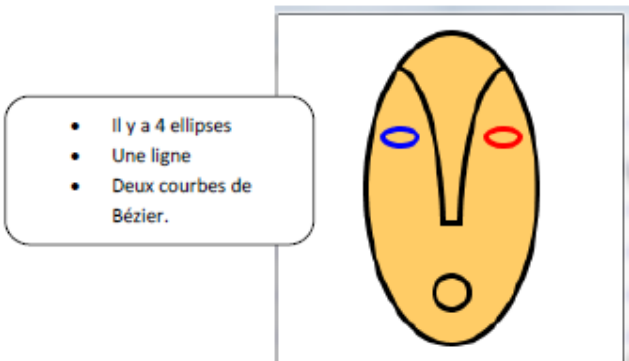 Il y a 4 ellipses
Une ligne
Deux courbes de
Bézier.